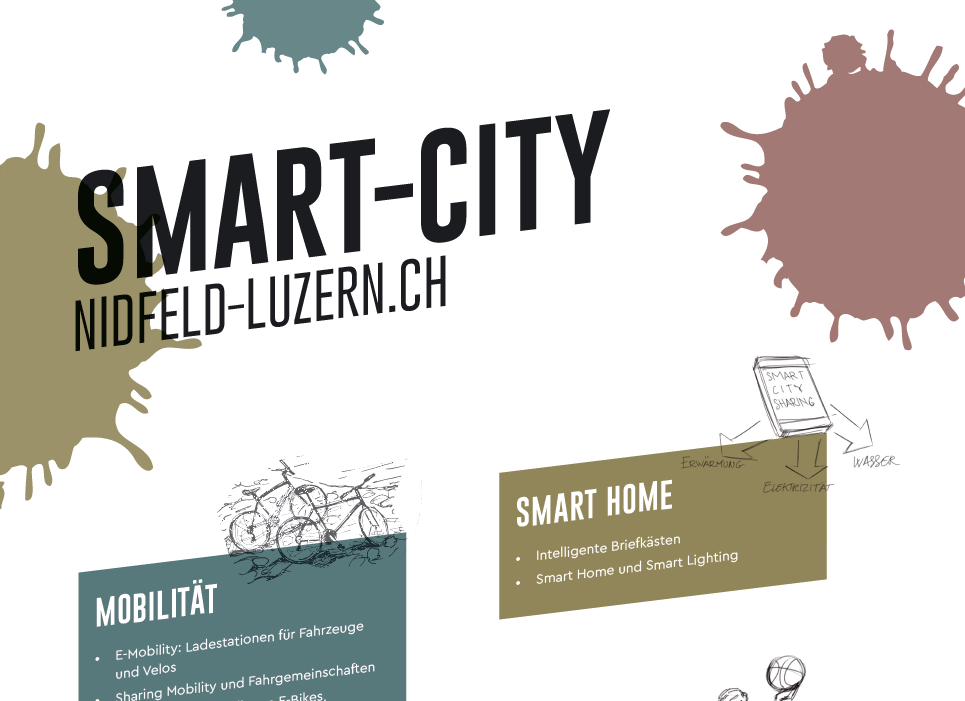 SMART-CITY
NIDFELD-LUZERN.CH
SMART
CITY
SHARING
ERWÄRMUNG
WASSER
ELEKTRIZITÄT
SMART HOME
• Intelligente Briefkästen
• Smart Home und Smart Lighting
MOBILITÄT
• E-Mobility: Ladestationen für Fahrzeuge
und Velos
• Sharing Mobility und Fahrgemeinschaften
E-Bikes,